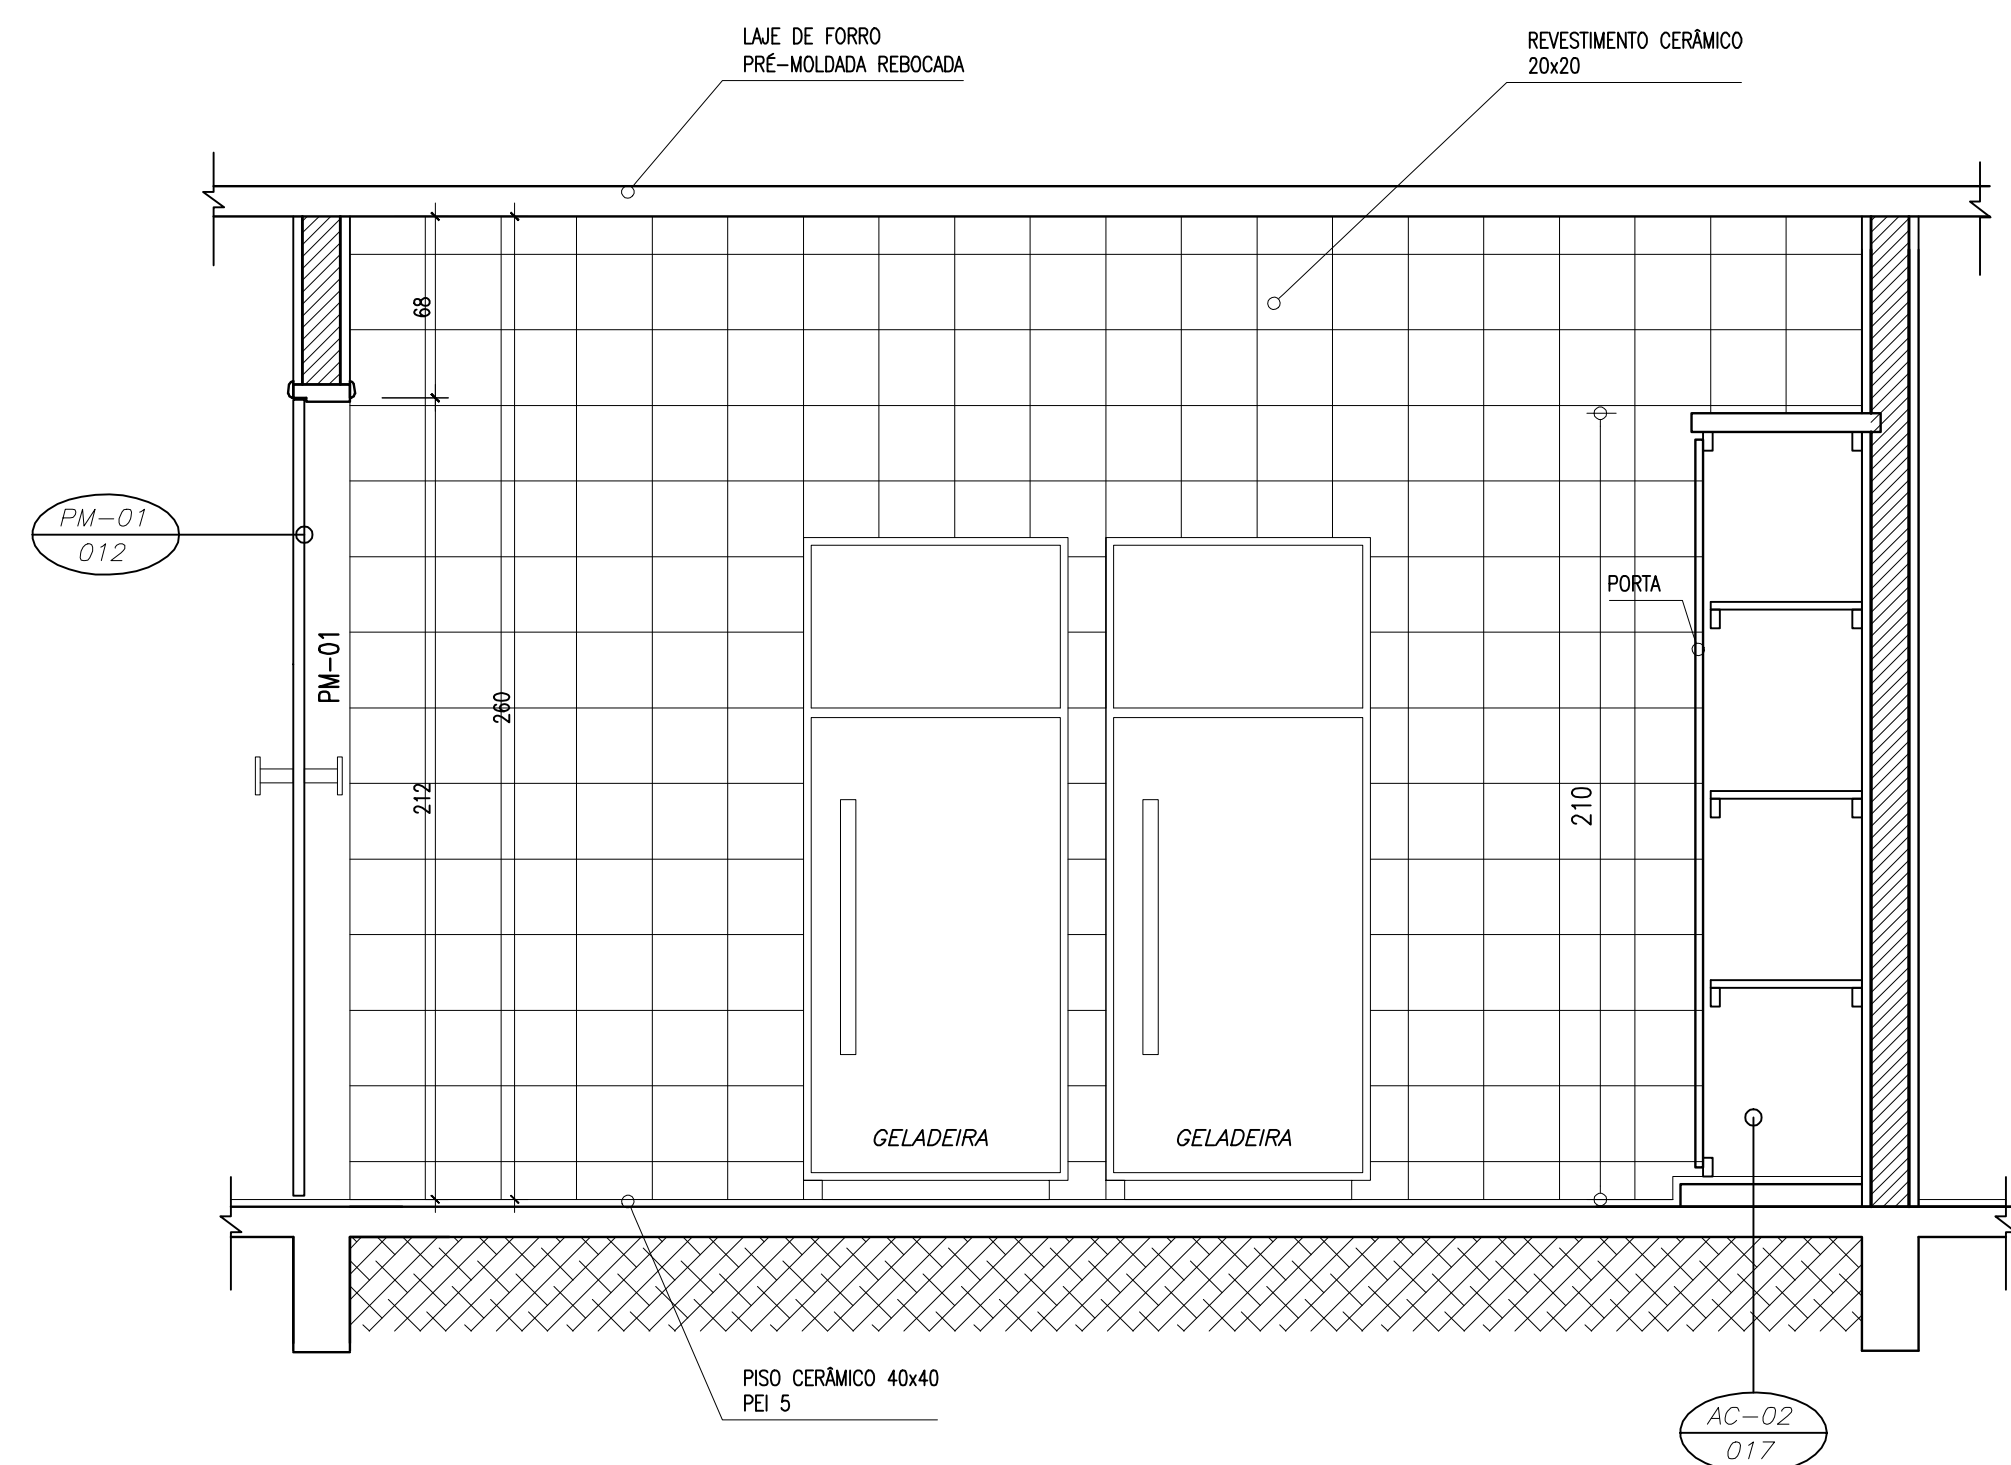 LAJE DE FORRO
PRÉ-MOLDADA REBOCADA
REVESTIMENTO CERÂMICO
20x20
68
PM-01
012
PORTA
PM-01
260
212
210
GELADEIRA
GELADEIRA
PISO CERÂMICO 40x40
PEI 5
AC-02
017